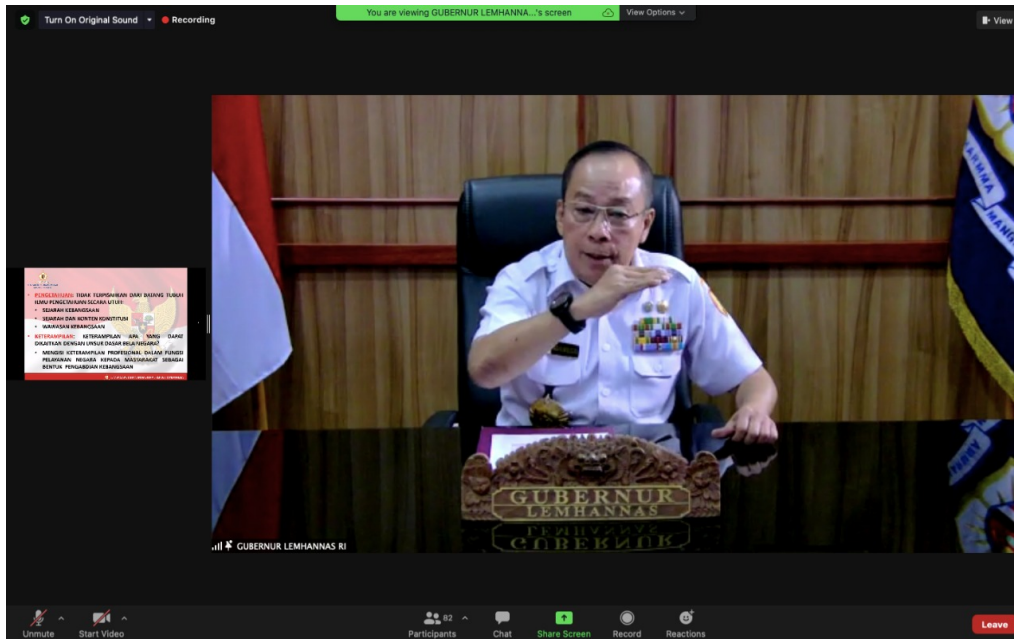 Turn On Original Sound
Recording
You are viewing GUBERNUR LEMHANNA...'s screen
View Options
View
PENGETAHUAN: TIDAK TERPISAHKAN DARI BATANG TUBUH
ILMU PENGETAHUAN SECARA UTUH:
SEJARAH KEBANGSAAN
SEJARAH DAN KONTEN KONSTITUSI
WAWASAN KEBANGSAAN
KETERAMPILAN: KETERAMPILAN APA YANG DAPAT
DIKAITKAN DENGAN UNSUR DASAR BELA NEGARA?
MENGISI KETERAMPILAN PROFESIONAL DALAM FUNGSI
PELAYANAN NEGARA KEPADA MASYARAKAT SEBAGAI
BENTUK PENGABDIAN KEBANGSAAN
DARMMA
GUBERNUR
LEMHANNAS
GUBERNUR LEMHANNAS RI
Unmute
Start Video
82
Participants
Chat
Share Screen
Record
Reactions
Leave